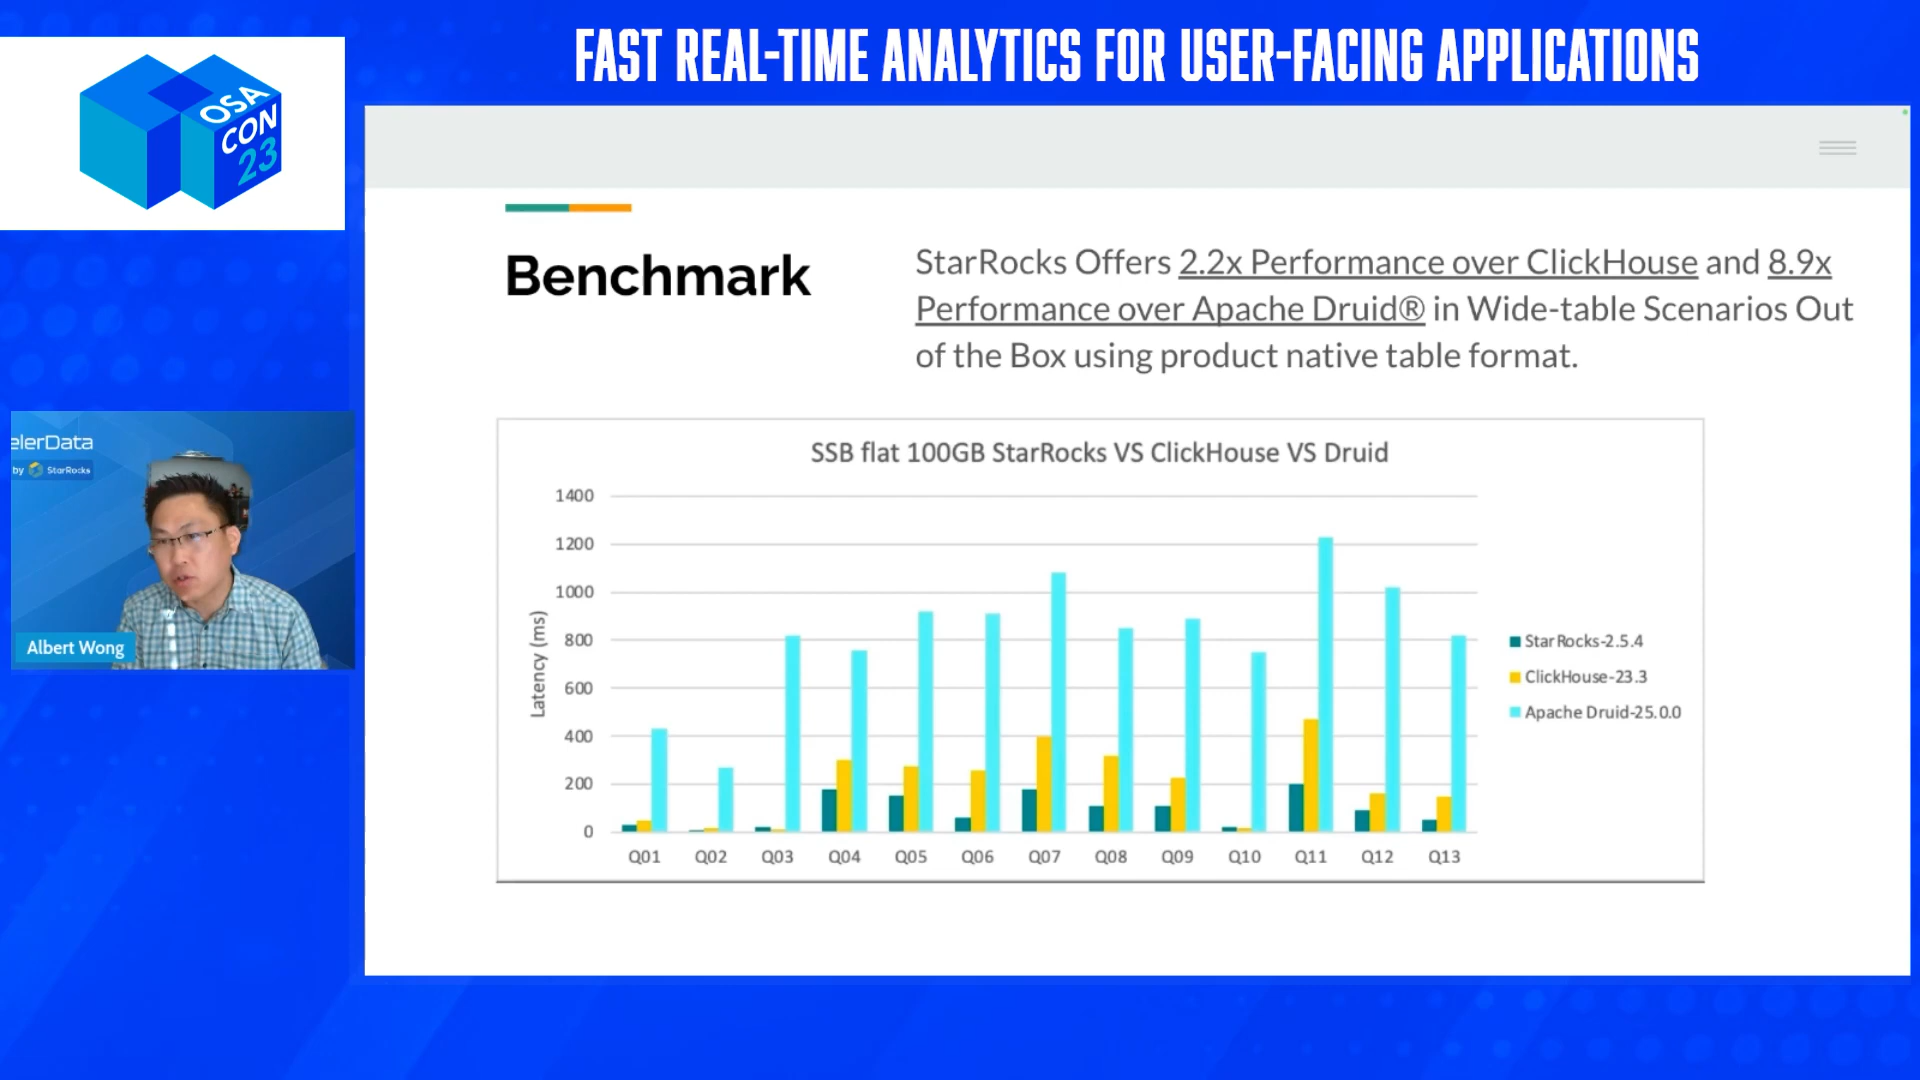 FAST REAL-TIME ANALYTICS FOR USER-FACING APPLICATIONS
OSA
CON
23
Benchmark
StarRocks Offers 2.2x Performance over ClickHouse and 8.9x
Performance over Apache Druid® in Wide-table Scenarios Out
of the Box using product native table format.
elerData
by StarRocks
Albert Wong
SSB flat 100GB StarRocks VS ClickHouse VS Druid
Latency (ms)
1400
1200
1000
800
600
400
200
0
Q01 Q02 Q03 Q04 Q05 Q06 Q07 Q08 Q09 Q10 Q11 Q12 Q13
StarRocks-2.5.4
ClickHouse-23.3
Apache Druid-25.0.0